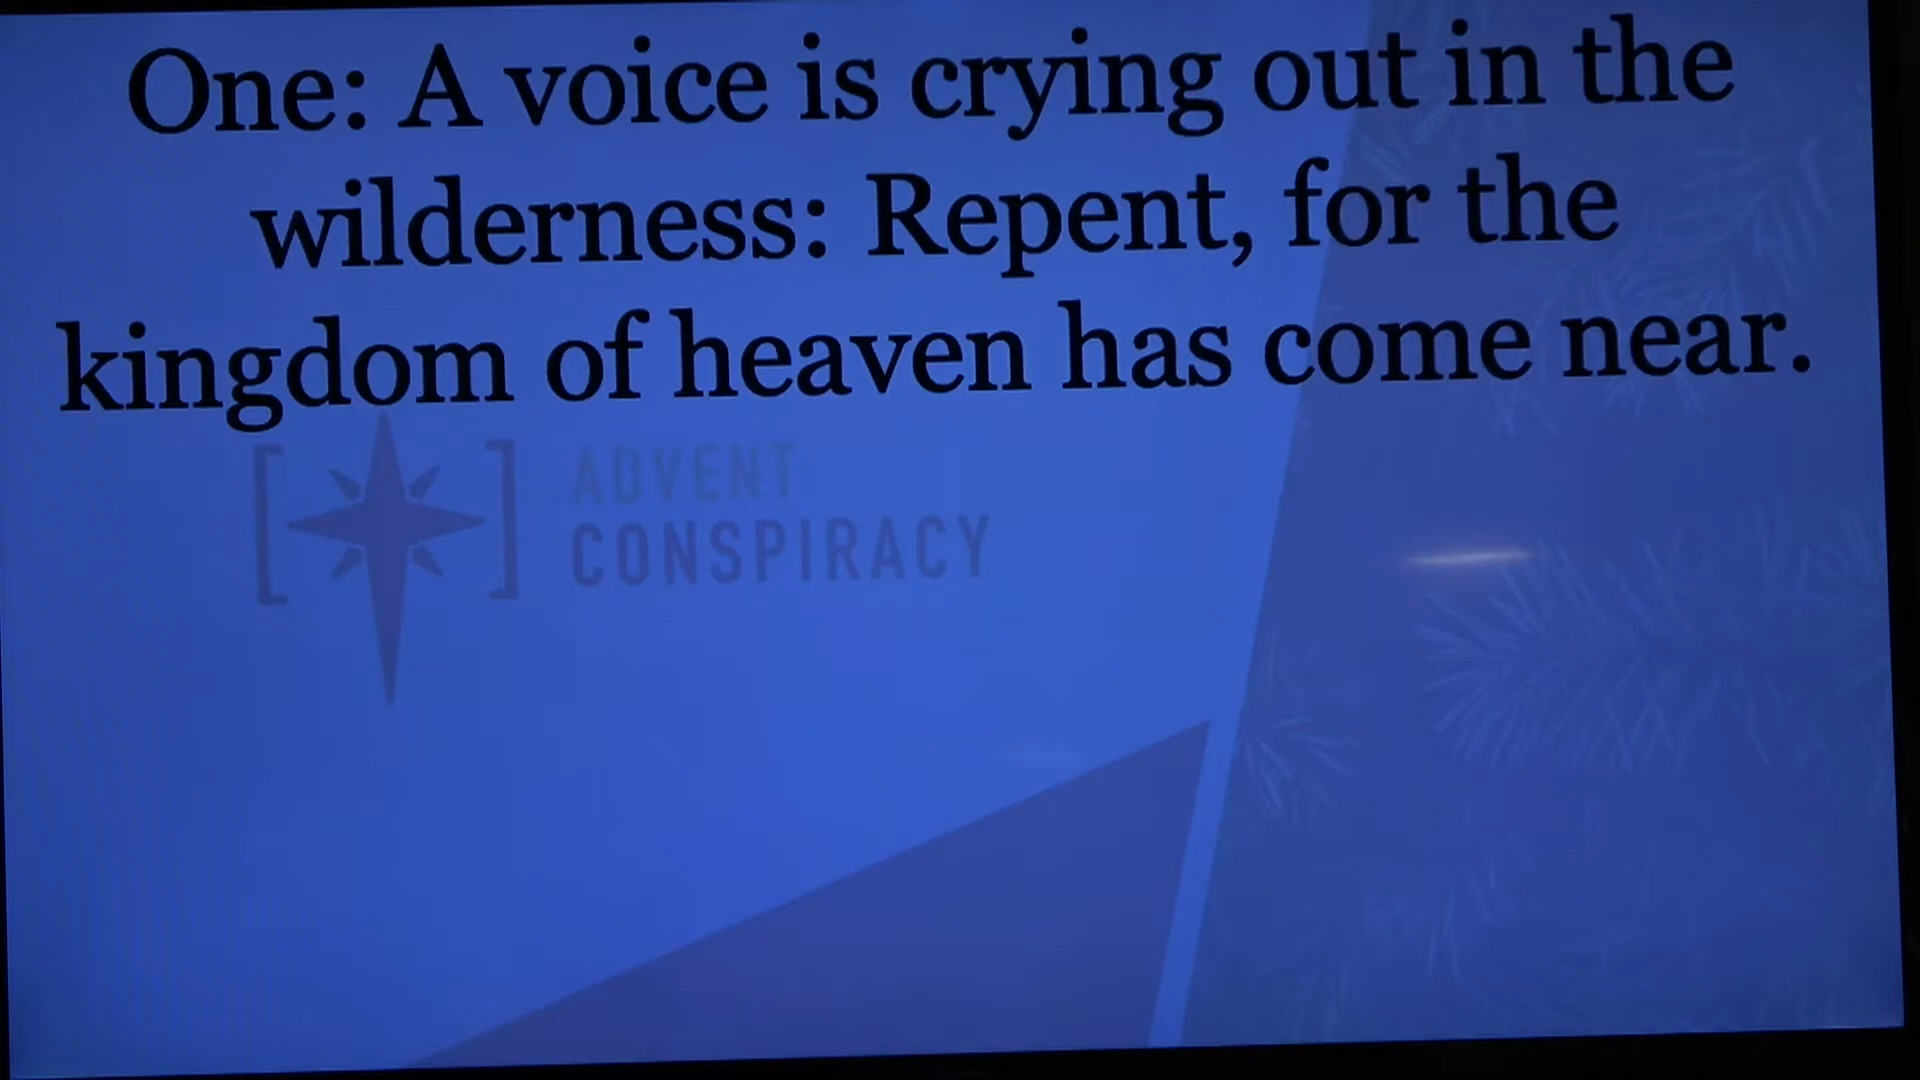 One: A voice is crying out in the
wilderness: Repent, for the
kingdom of heaven has come near.
ADVENT
CONSPIRACY